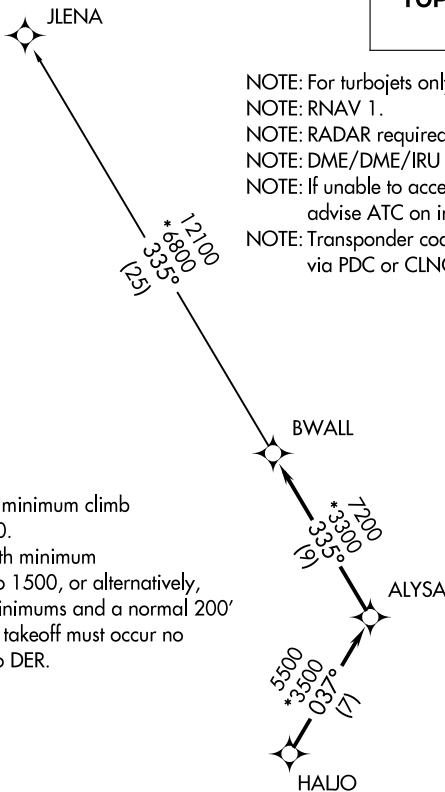 JLENA
TOP
NOTE: For turbojets only
NOTE: RNAV 1.
NOTE: RADAR required
NOTE: DME/DME/IRU
NOTE: If unable to acce
advise ATC on i
NOTE: Transponder cod
via PDC or CLNC
12100
*6800
335°
(25)
BWALL
7200
*3300
335°
(9)
minimum climb
0.
th minimum
o 1500, or alternatively,
inimums and a normal 200'
takeoff must occur no
o DER.
ALYSA
5500
*3500
037°
(7)
HALJO